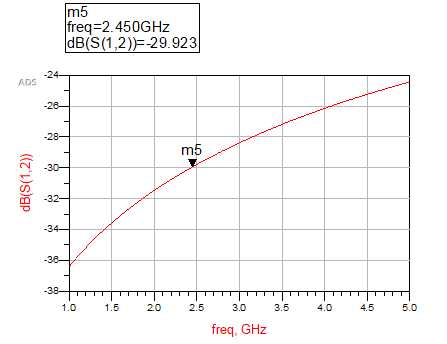 m5
freq=2.450GHz
dB(S(1,2))=-29.923
ADS
-24
-26
-28
-30
-32
-34
-36
-38
m5
dB(S(1,2))
1.0 1.5 2.0 2.5 3.0 3.5 4.0 4.5 5.0
freq, GHz